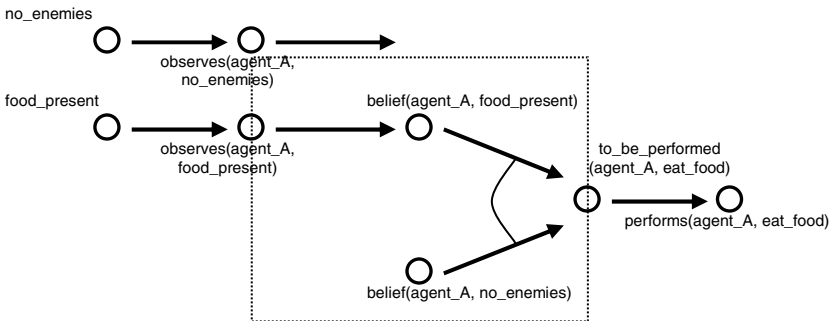 no_enemies
observes(agent_A,
no_enemies)
food_present
belief(agent_A, food_present)
observes(agent_A,
food_present)
to_be_performed
(agent_A, eat_food)
performs(agent_A, eat_food)
belief(agent_A, no_enemies)